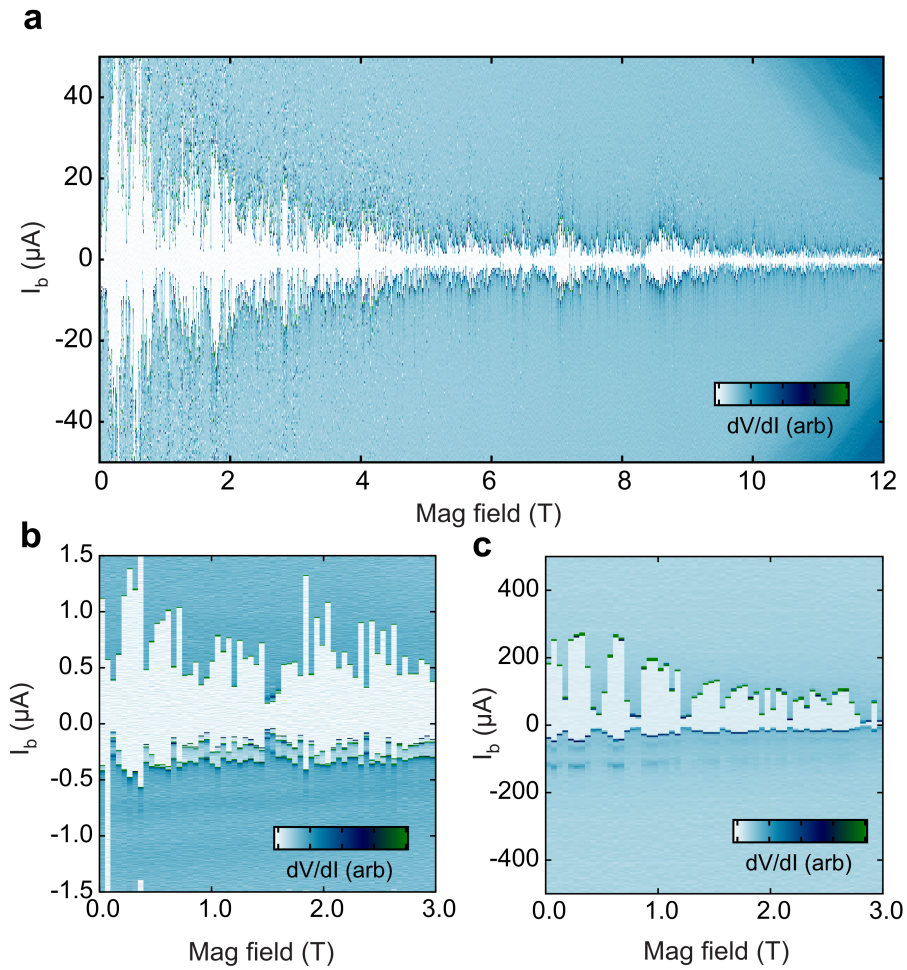 a
I_b (μA)
40
20
0
-20
-40
dV/dI (arb)
0
2
4
6
8
10
12
Mag field (T)
b
I_b (μA)
1.5
1.0
0.5
0.0
-0.5
-1.0
-1.5
dV/dI (arb)
0.0
1.0
2.0
3.0
Mag field (T)
c
I_b (μA)
400
200
0
-200
-400
dV/dI (arb)
0.0
1.0
2.0
3.0
Mag field (T)